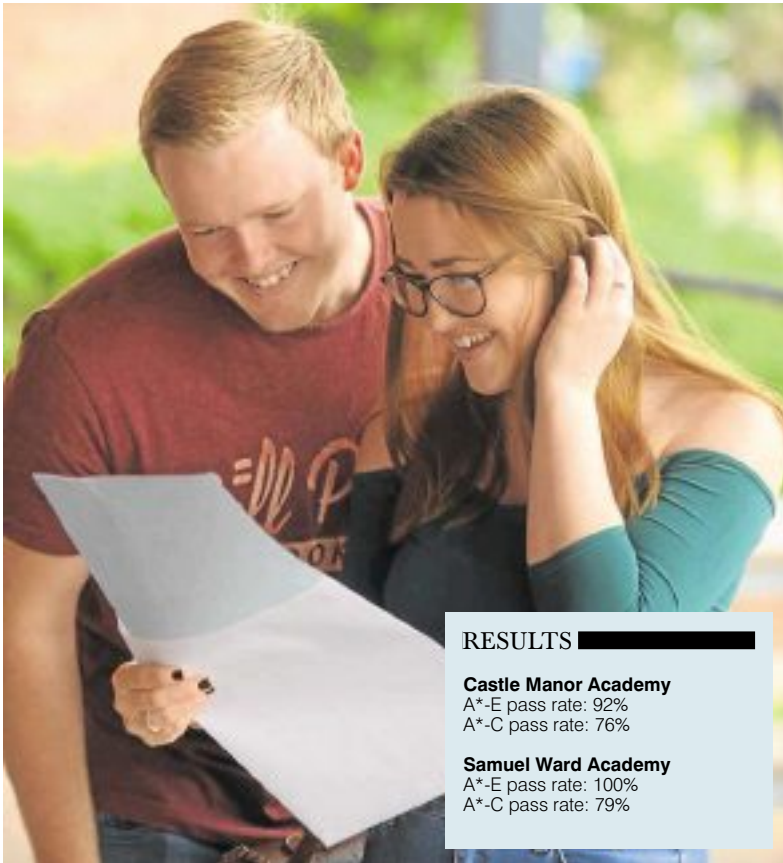 RESULTS
Castle Manor Academy
A*-E pass rate: 92%
A*-C pass rate: 76%
Samuel Ward Academy
A*-E pass rate: 100%
A*-C pass rate: 79%